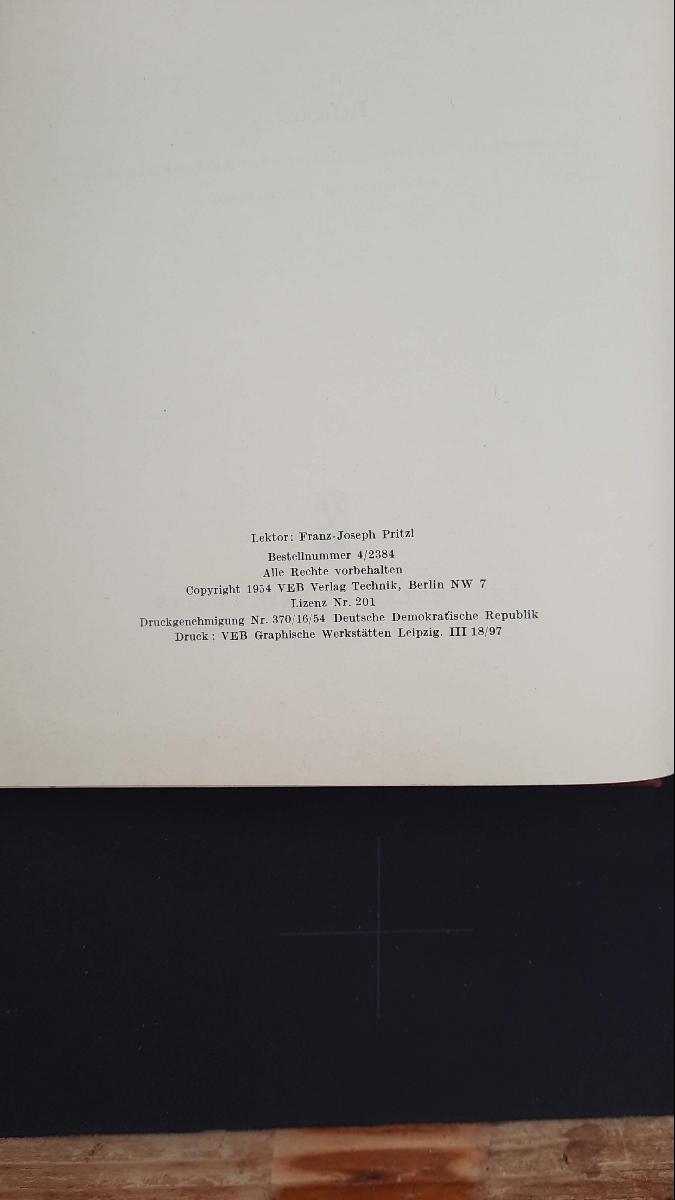 Lektor: Franz-Joseph Pritzl
Bestellnummer 4/2384
Alle Rechte vorbehalten
Copyright 1954 VEB Verlag Technik, Berlin NW 7
Lizenz Nr. 201
Druckgenehmigung Nr. 370/16/54 Deutsche Demokratische Republik
Druck: VEB Graphische Werkstätten Leipzig. III 18/97